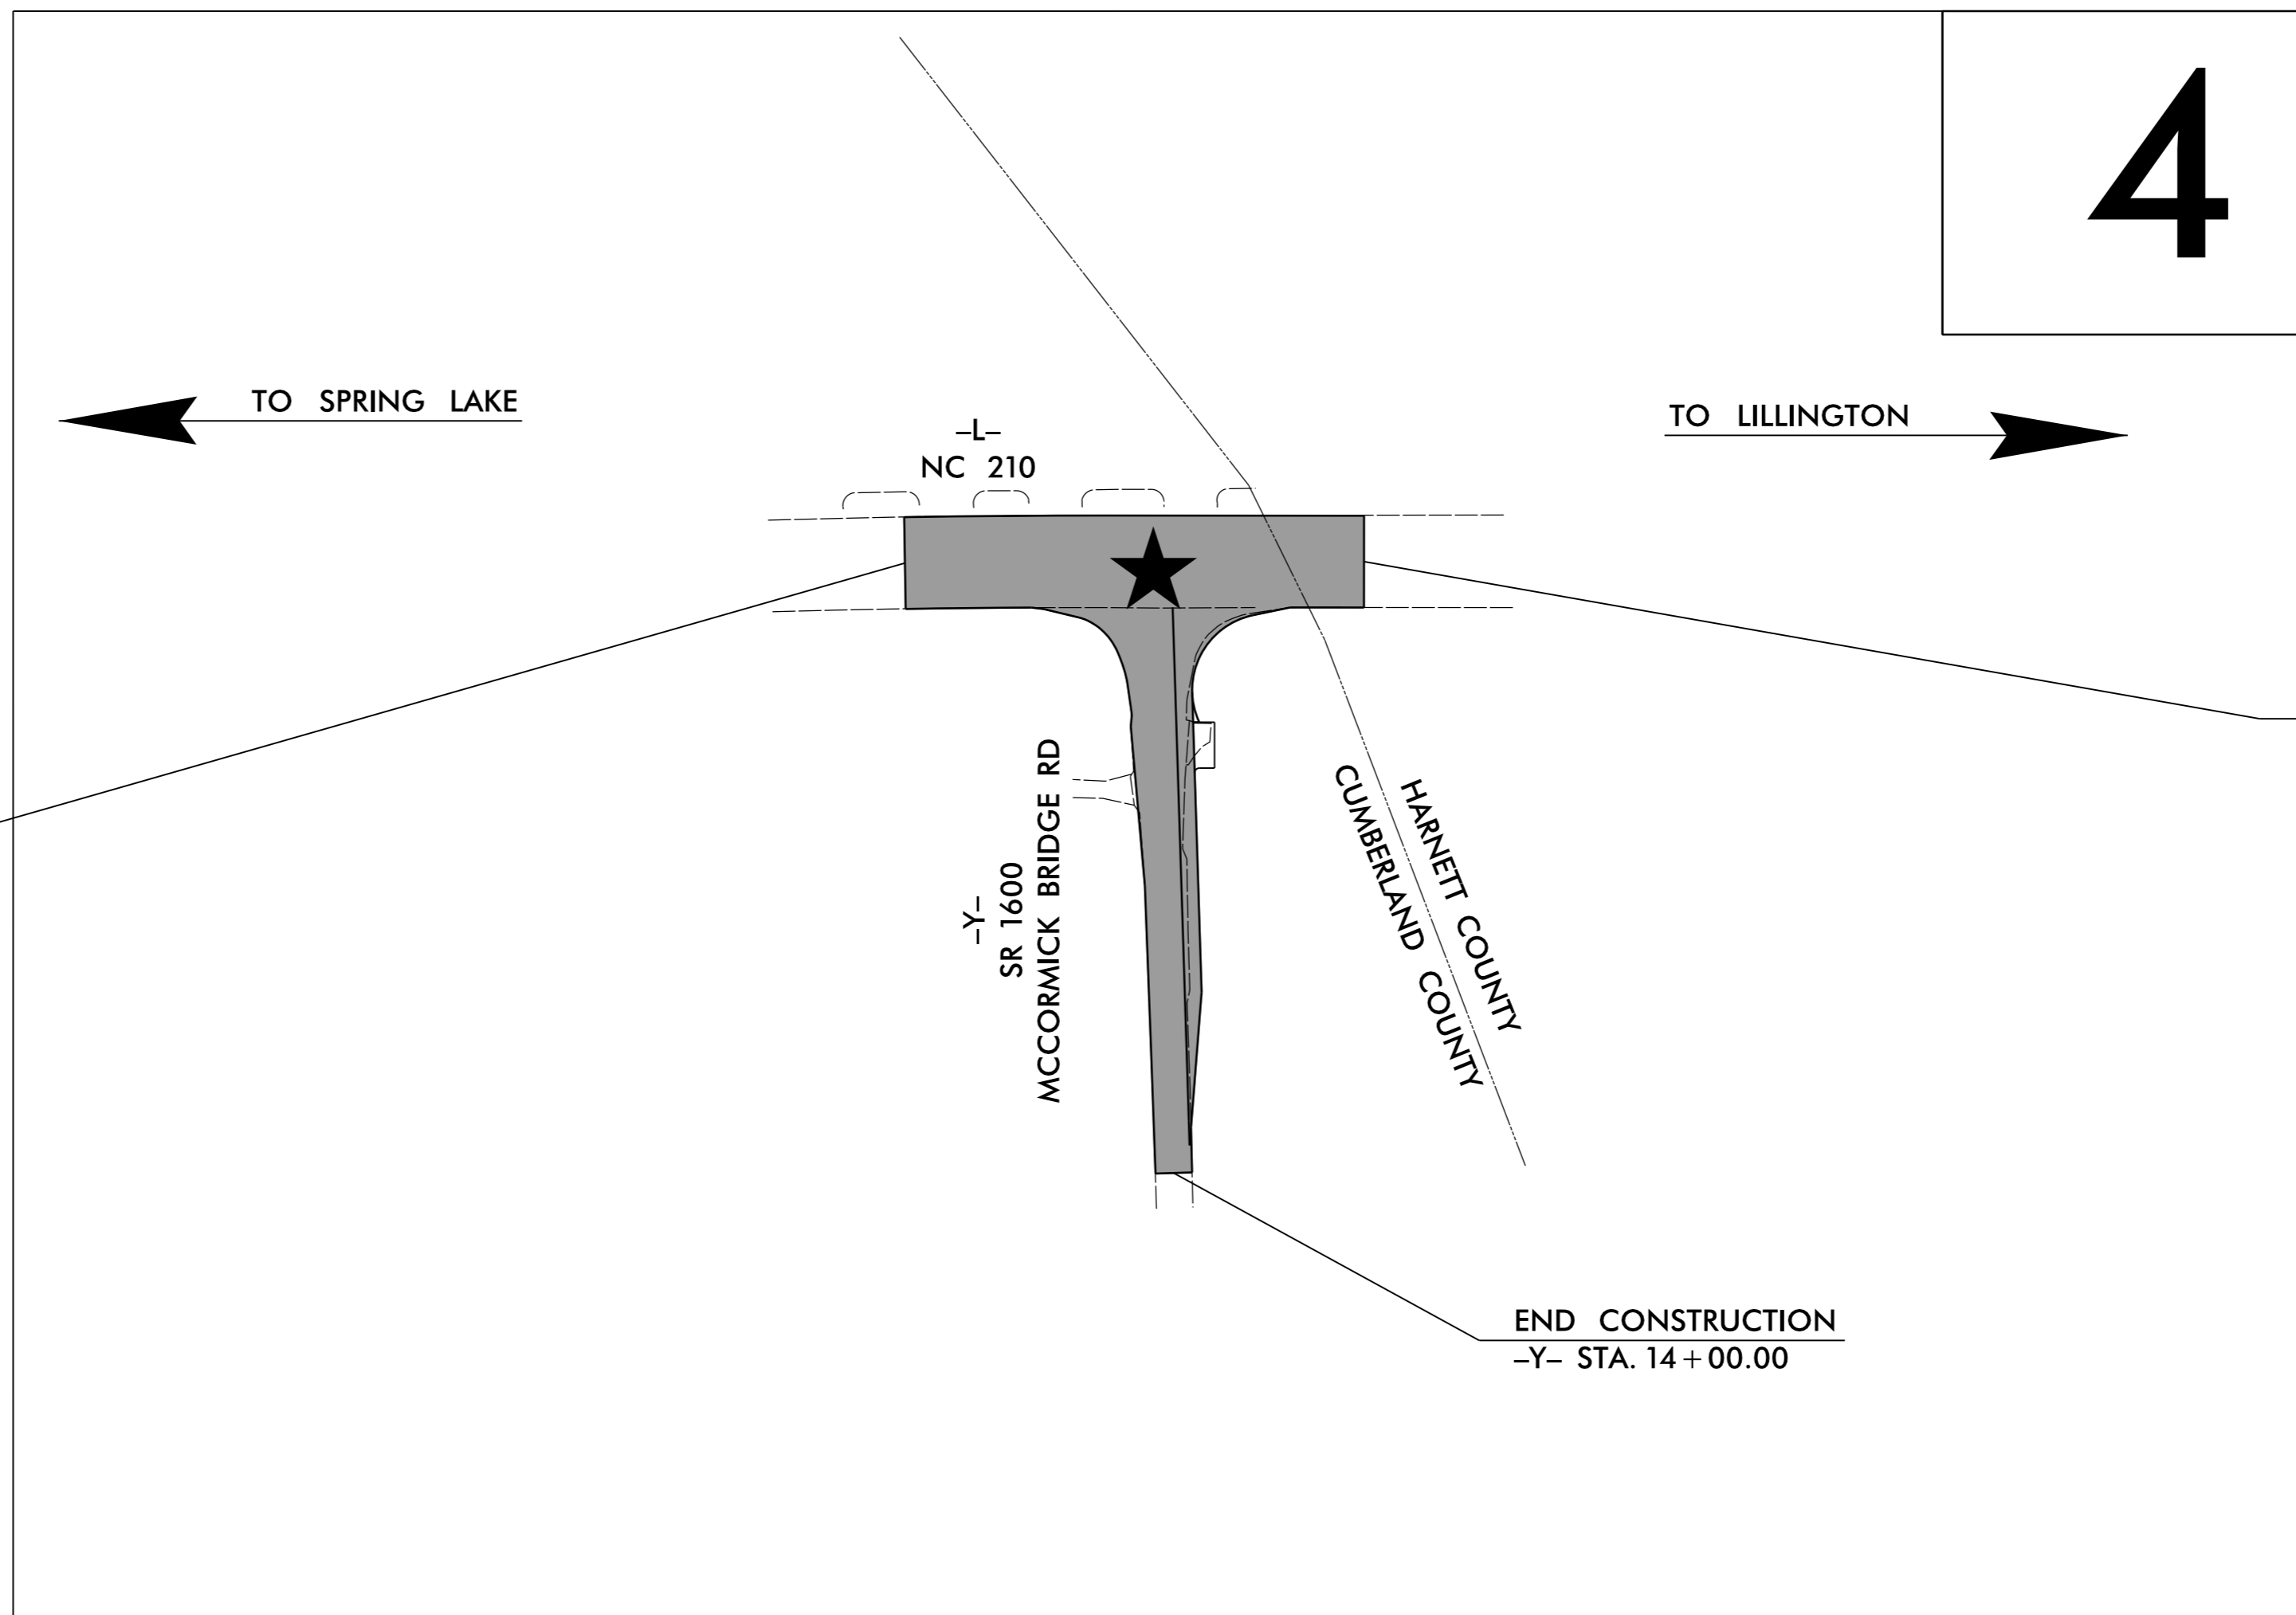 4
TO SPRING LAKE
TO LILLINGTON
–L–
NC 210
–Y–
SR 1600
MCCORMICK BRIDGE RD
HARNETT COUNTY
CUMBERLAND COUNTY
END CONSTRUCTION
–Y– STA. 14+00.00